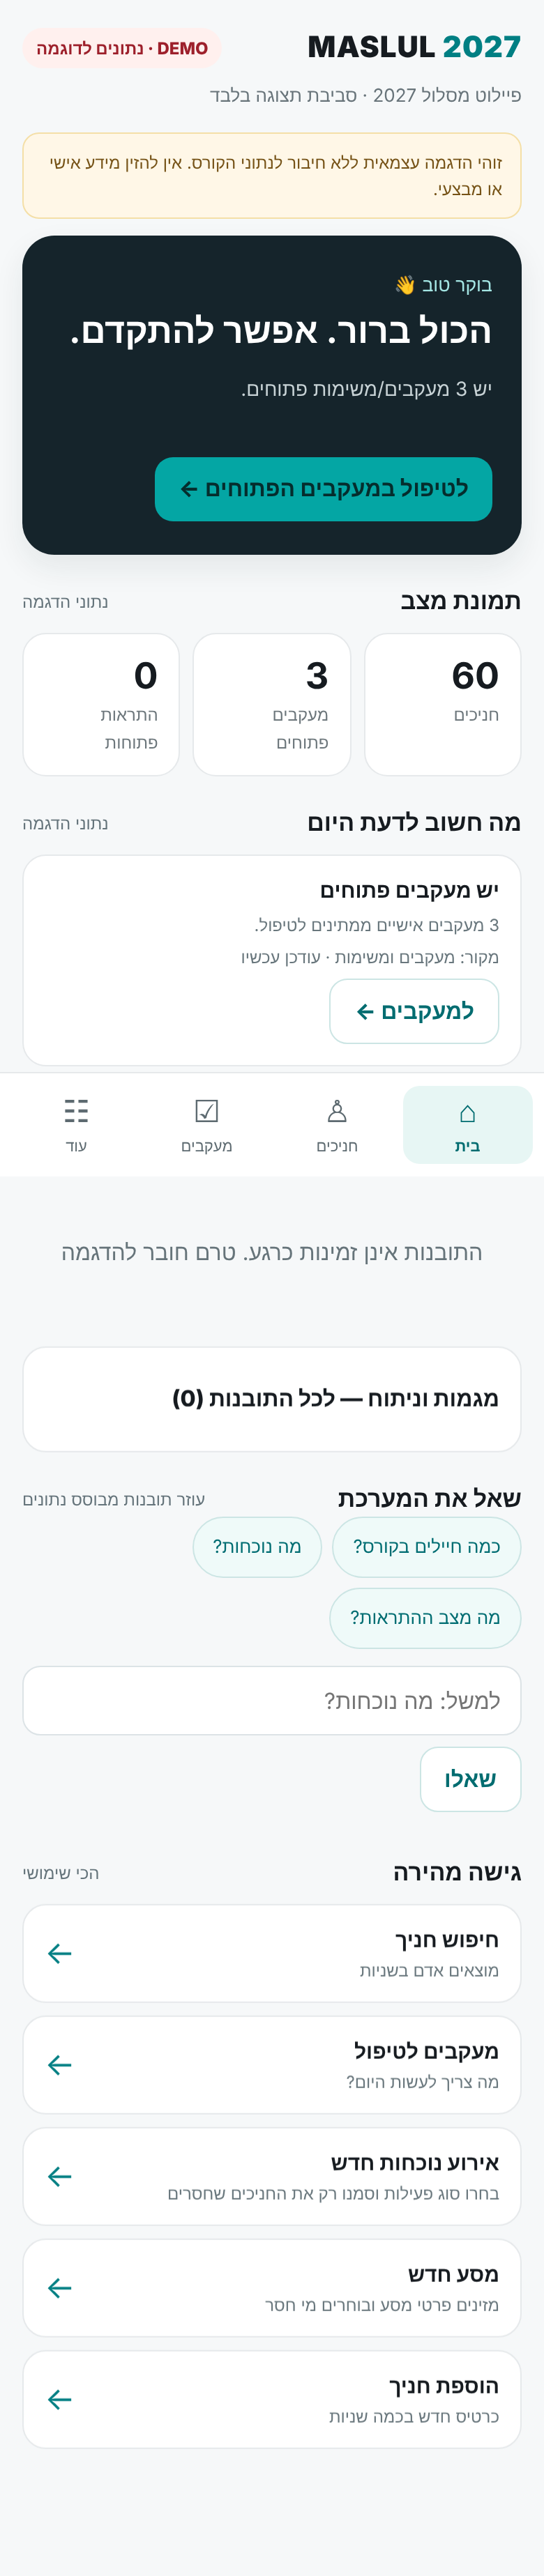 MASLUL 2027
DEMO · נתונים לדוגמה
פיילוט מסלול 2027 · סביבת תצוגה בלבד
זוהי הדגמה עצמאית ללא חיבור לנתוני הקורס. אין להזין מידע אישי
או מבצעי.
בוקר טוב 👋
הכול ברור. אפשר להתקדם.
יש 3 מעקבים/משימות פתוחים.
לטיפול במעקבים הפתוחים ←
תמונת מצב
נתוני הדגמה
60
חניכים
3
מעקבים
פתוחים
0
התראות
פתוחות
מה חשוב לדעת היום
נתוני הדגמה
יש מעקבים פתוחים
3 מעקבים אישיים ממתינים לטיפול.
מקור: מעקבים ומשימות · עודכן עכשיו
למעקבים ←
בית
חניכים
מעקבים
עוד
התובנות אינן זמינות כרגע. טרם חובר להדגמה
מגמות וניתוח — לכל התובנות (0)
שאל את המערכת
עוזר תובנות מבוסס נתונים
כמה חיילים בקורס?
מה נוכחות?
מה מצב ההתראות?
למשל: מה נוכחות?
שאלו
גישה מהירה
הכי שימושי
חיפוש חניך
מוצאים אדם בשניות
←
מעקבים לטיפול
מה צריך לעשות היום?
←
אירוע נוכחות חדש
בחרו סוג פעילות וסמנו רק את החניכים שחסרים
←
מסע חדש
מזינים פרטי מסע ובוחרים מי חסר
←
הוספת חניך
כרטיס חדש בכמה שניות
←